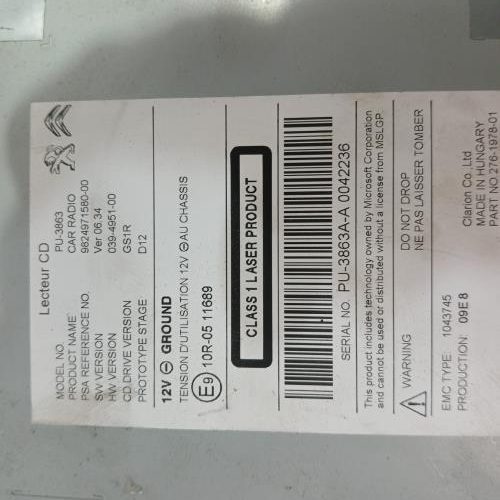 Lecteur CD
MODEL NO. PU-3863
PRODUCT NAME CAR RADIO
PSA REFERENCE NO. 9824971580-00
SW VERSION Ver 06.34
HW VERSION 039-4951-00
CD DRIVE VERSION GS1R
PROTOTYPE STAGE D12
12V ⊖ GROUND
TENSION D'UTILISATION 12V ⊖AU CHASSIS
E9 10R-05 11689
CLASS 1 LASER PRODUCT
SERIAL NO. PU-3863A-A 0042236
This product includes technology owned by Microsoft Corporation
and cannot be used or distributed without a license from MSLGP.
WARNING
DO NOT DROP
NE PAS LAISSER TOMBER
EMC TYPE 1043745
PRODUCTION: 09E8
Clarion Co.,Ltd
MADE IN HUNGARY
PART NO 276-1978-01